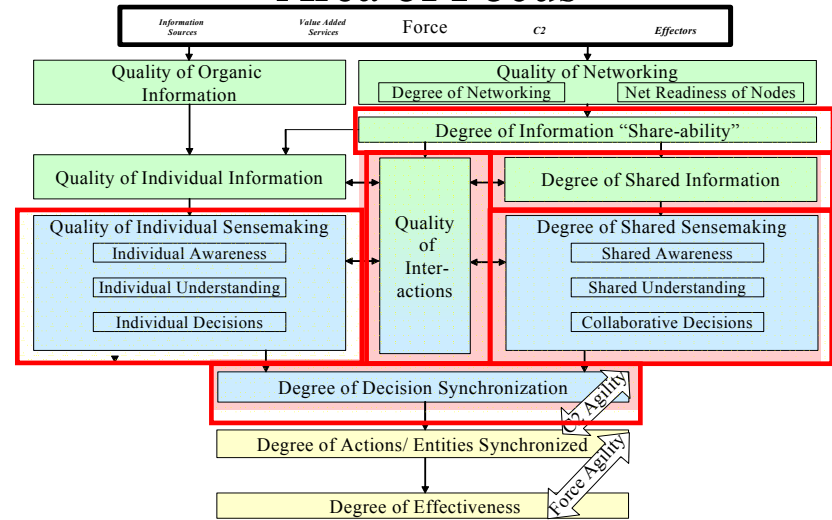 Area of Focus
Information Sources
Value Added Services
Force
C2
Effectors
Quality of Organic
Information
Quality of Networking
Degree of Networking
Net Readiness of Nodes
Degree of Information “Share-ability”
Quality of Individual Information
Degree of Shared Information
Quality
of
Inter-
actions
Quality of Individual Sensemaking
Individual Awareness
Individual Understanding
Individual Decisions
Degree of Shared Sensemaking
Shared Awareness
Shared Understanding
Collaborative Decisions
Degree of Decision Synchronization
C2 Agility
Degree of Actions/ Entities Synchronized
Force Agility
Degree of Effectiveness